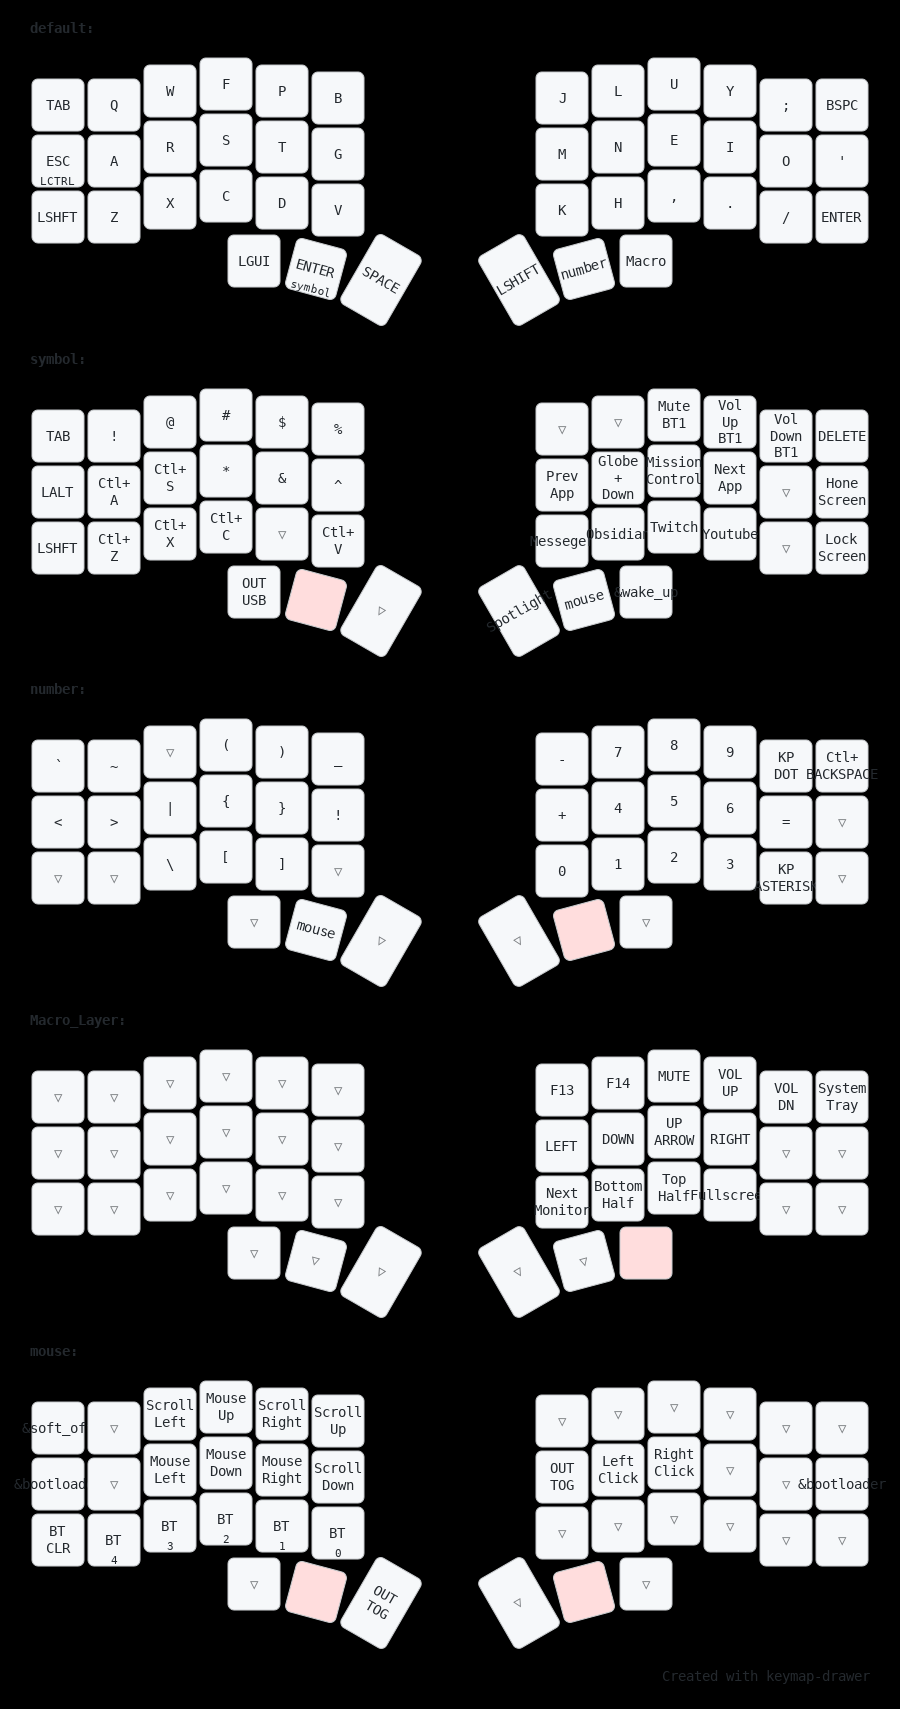 default:
TAB Q W F P B J L U Y ; BSPC
ESC A R S T G M N E I O '
LCTRL
LSHFT Z X C D V K H , . / ENTER
LGUI ENTER SPACE LSHIFT number Macro
symbol
symbol:
TAB ! @ # $ % ▽ ▽ Mute BT1 Vol Up BT1 Vol Down BT1 DELETE
LALT Ctl+ A Ctl+ S * & ^ Prev App Globe + Down Mission Control Next App ▽ Hone Screen
LSHFT Ctl+ Z Ctl+ X Ctl+ C ▽ Ctl+ V Messeges Obsidian Twitch Youtube ▽ Lock Screen
OUT USB ▽ Spotlight mouse &wake_up
number:
` ~ ▽ ( ) _ - 7 8 9 KP DOT Ctl+ BACKSPACE
< > | { } ! + 4 5 6 = ▽
▽ ▽ \ [ ] ▽ 0 1 2 3 KP ASTERISK ▽
▽ mouse ▽ ▽ ▽
Macro_Layer:
▽ ▽ ▽ ▽ ▽ ▽ F13 F14 MUTE VOL UP VOL DN System Tray
▽ ▽ ▽ ▽ ▽ ▽ LEFT DOWN UP ARROW RIGHT ▽ ▽
▽ ▽ ▽ ▽ ▽ ▽ Next Monitor Bottom Half Top Half Fullscreen ▽ ▽
▽ ▽ ▽ ▽ ▽
mouse:
&soft_off ▽ Scroll Left Mouse Up Scroll Right Scroll Up ▽ ▽ ▽ ▽ ▽ ▽
&bootloader ▽ Mouse Left Mouse Down Mouse Right Scroll Down OUT TOG Left Click Right Click ▽ ▽ &bootloader
BT CLR BT 4 BT 3 BT 2 BT 1 BT 0 ▽ ▽ ▽ ▽ ▽ ▽
▽ OUT TOG ▽ ▽
Created with keymap-drawer